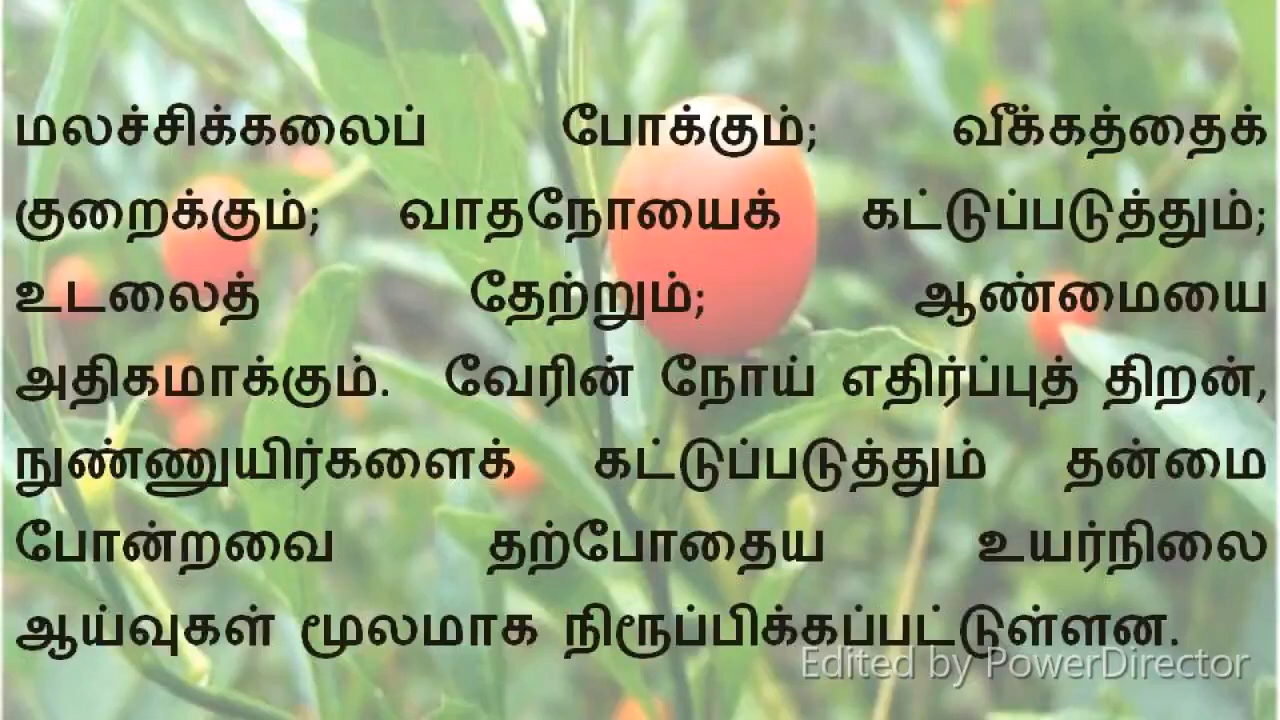 மலச்சிக்கலைப் போக்கும்; வீக்கத்தைக்
குறைக்கும்; வாதநோயைக் கட்டுப்படுத்தும்;
உடலைத் தேற்றும்; ஆண்மையை
அதிகமாக்கும். வேரின் நோய் எதிர்ப்புத் திறன்,
நுண்ணுயிர்களைக் கட்டுப்படுத்தும் தன்மை
போன்றவை தற்போதைய உயர்நிலை
ஆய்வுகள் மூலமாக நிரூப்பிக்கப்பட்டுள்ளன.
Edited by PowerDirector